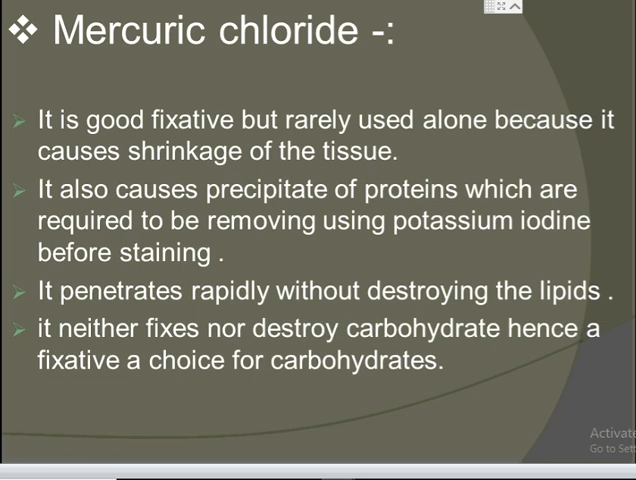 ❖ Mercuric chloride -:
➢ It is good fixative but rarely used alone because it
causes shrinkage of the tissue.
➢ It also causes precipitate of proteins which are
required to be removing using potassium iodine
before staining .
➢ It penetrates rapidly without destroying the lipids .
➢ it neither fixes nor destroy carbohydrate hence a
fixative a choice for carbohydrates.
Activate
Go to Sett